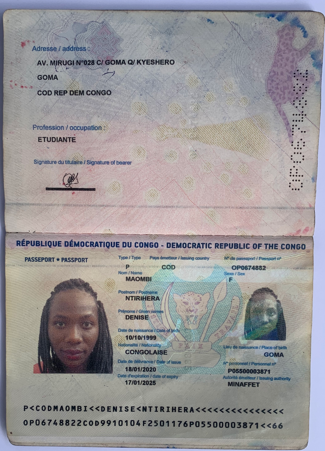 Adresse / address :
AV. MIRUGI N°028 C/ GOMA Q/ KYESHERO
GOMA
COD REP DEM CONGO
Profession / occupation :
ETUDIANTE
Signature du titulaire / Signature of bearer
OP0674882
RÉPUBLIQUE DÉMOCRATIQUE DU CONGO - DEMOCRATIC REPUBLIC OF THE CONGO
PASSEPORT • PASSPORT
Type / Type Pays émetteur / Issuing country N° de passeport / Passport N°
P COD OP0674882
Nom / Name Sexe / Sex
MAOMBI F
Postnom / Postname
NTIRIHERA
Prénoms / Given names
DENISE
Date de naissance / Date of birth
10/10/1999
Nationalité / Nationality Lieu de naissance / Place of birth
CONGOLAISE GOMA
Date de délivrance / Date of issue N° personnel / Personal N°
18/01/2020 P05500003871
Date d'expiration / Date of expiry Autorité émettrice / Issuing authority
17/01/2025 MINAFFET
P<CODMAOMBI<<DENISE<NTIRIHERA<<<<<<<<<<<<<<<
OP06748822COD9910104F2501176P05500003871<<66